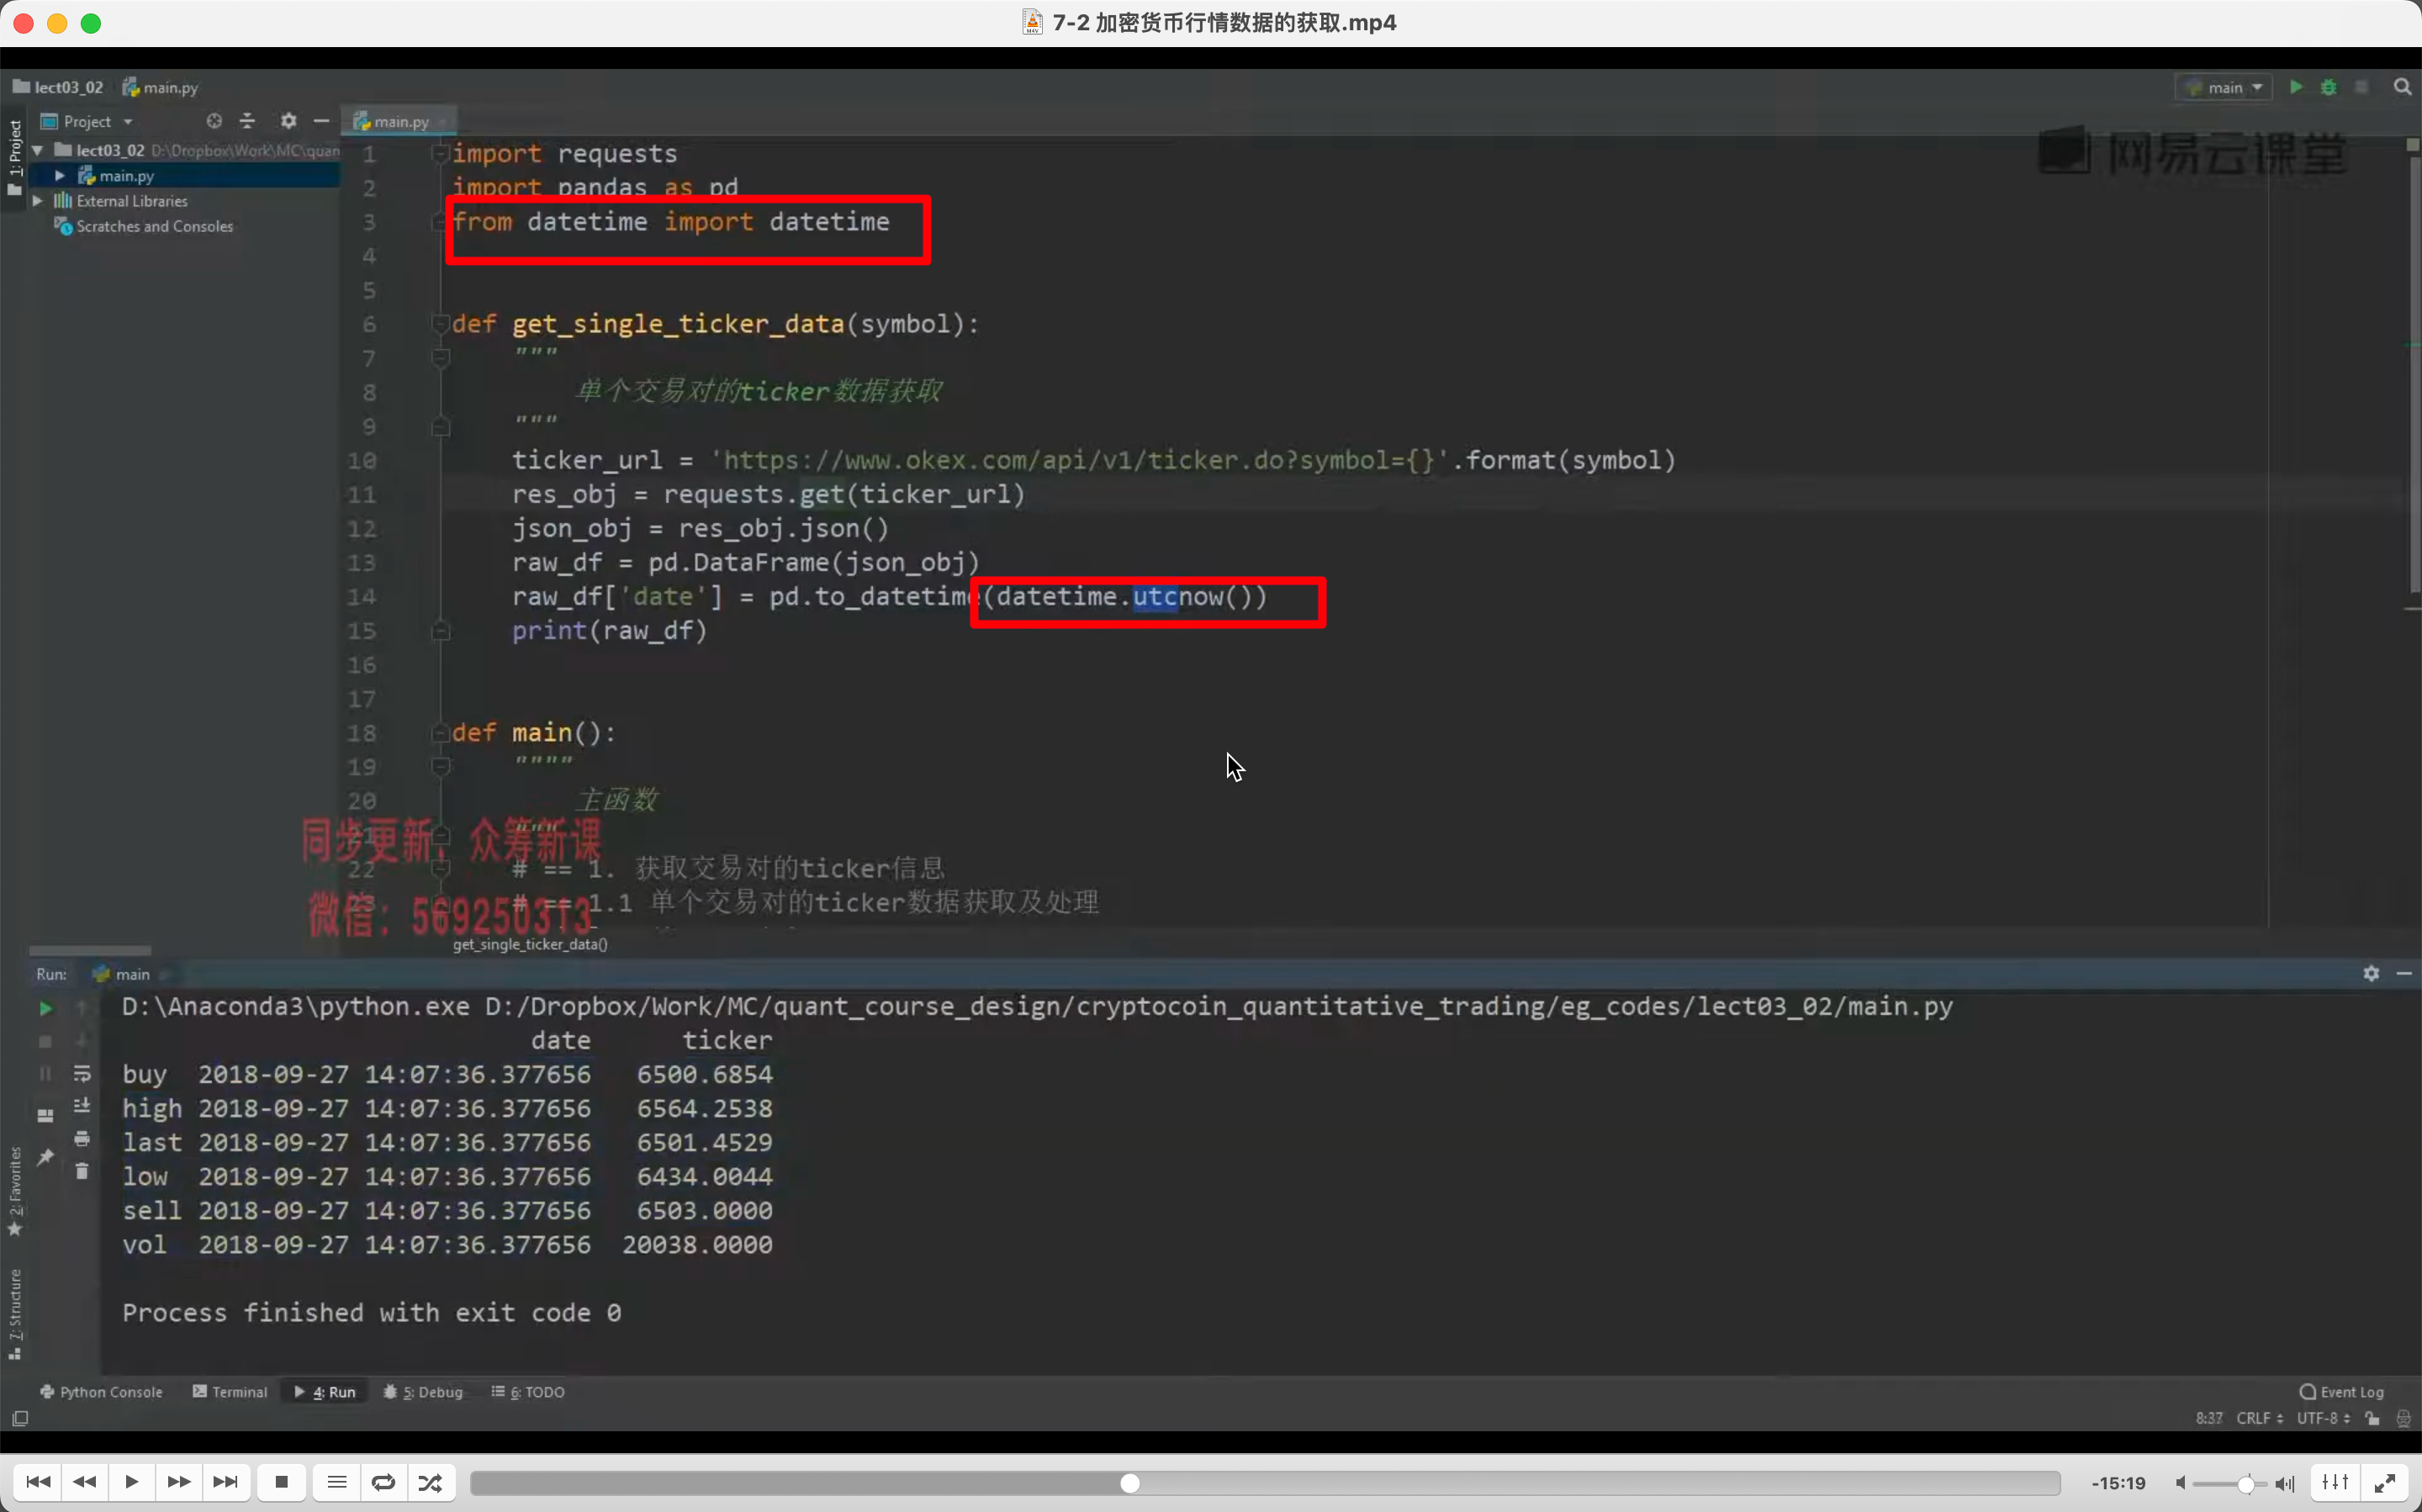 7-2 加密货币行情数据的获取.mp4
lect03_02 main.py
main
Project
main.py
网易云课堂
1: Project
lect03_02 D:\Dropbox\Work\MC\quan
main.py
External Libraries
Scratches and Consoles
1 import requests
2 import pandas as pd
3 from datetime import datetime
4
5
6 def get_single_ticker_data(symbol):
7 """
8 单个交易对的ticker数据获取
9 """
10 ticker_url = 'https://www.okex.com/api/v1/ticker.do?symbol={}'.format(symbol)
11 res_obj = requests.get(ticker_url)
12 json_obj = res_obj.json()
13 raw_df = pd.DataFrame(json_obj)
14 raw_df['date'] = pd.to_datetime(datetime.utcnow())
15 print(raw_df)
16
17
18 def main():
19 """"
20 主函数
21 """
同步更新，众筹新课
22 # == 1. 获取交易对的ticker信息
23 # == 1.1 单个交易对的ticker数据获取及处理
微信：569250313
get_single_ticker_data()
Run: main
D:\Anaconda3\python.exe D:/Dropbox/Work/MC/quant_course_design/cryptocoin_quantitative_trading/eg_codes/lect03_02/main.py
date ticker
buy 2018-09-27 14:07:36.377656 6500.6854
high 2018-09-27 14:07:36.377656 6564.2538
last 2018-09-27 14:07:36.377656 6501.4529
low 2018-09-27 14:07:36.377656 6434.0044
sell 2018-09-27 14:07:36.377656 6503.0000
vol 2018-09-27 14:07:36.377656 20038.0000
Process finished with exit code 0
2: Favorites
7: Structure
Python Console Terminal 4: Run 5: Debug 6: TODO
Event Log
8:37 CRLF UTF-8
-15:19